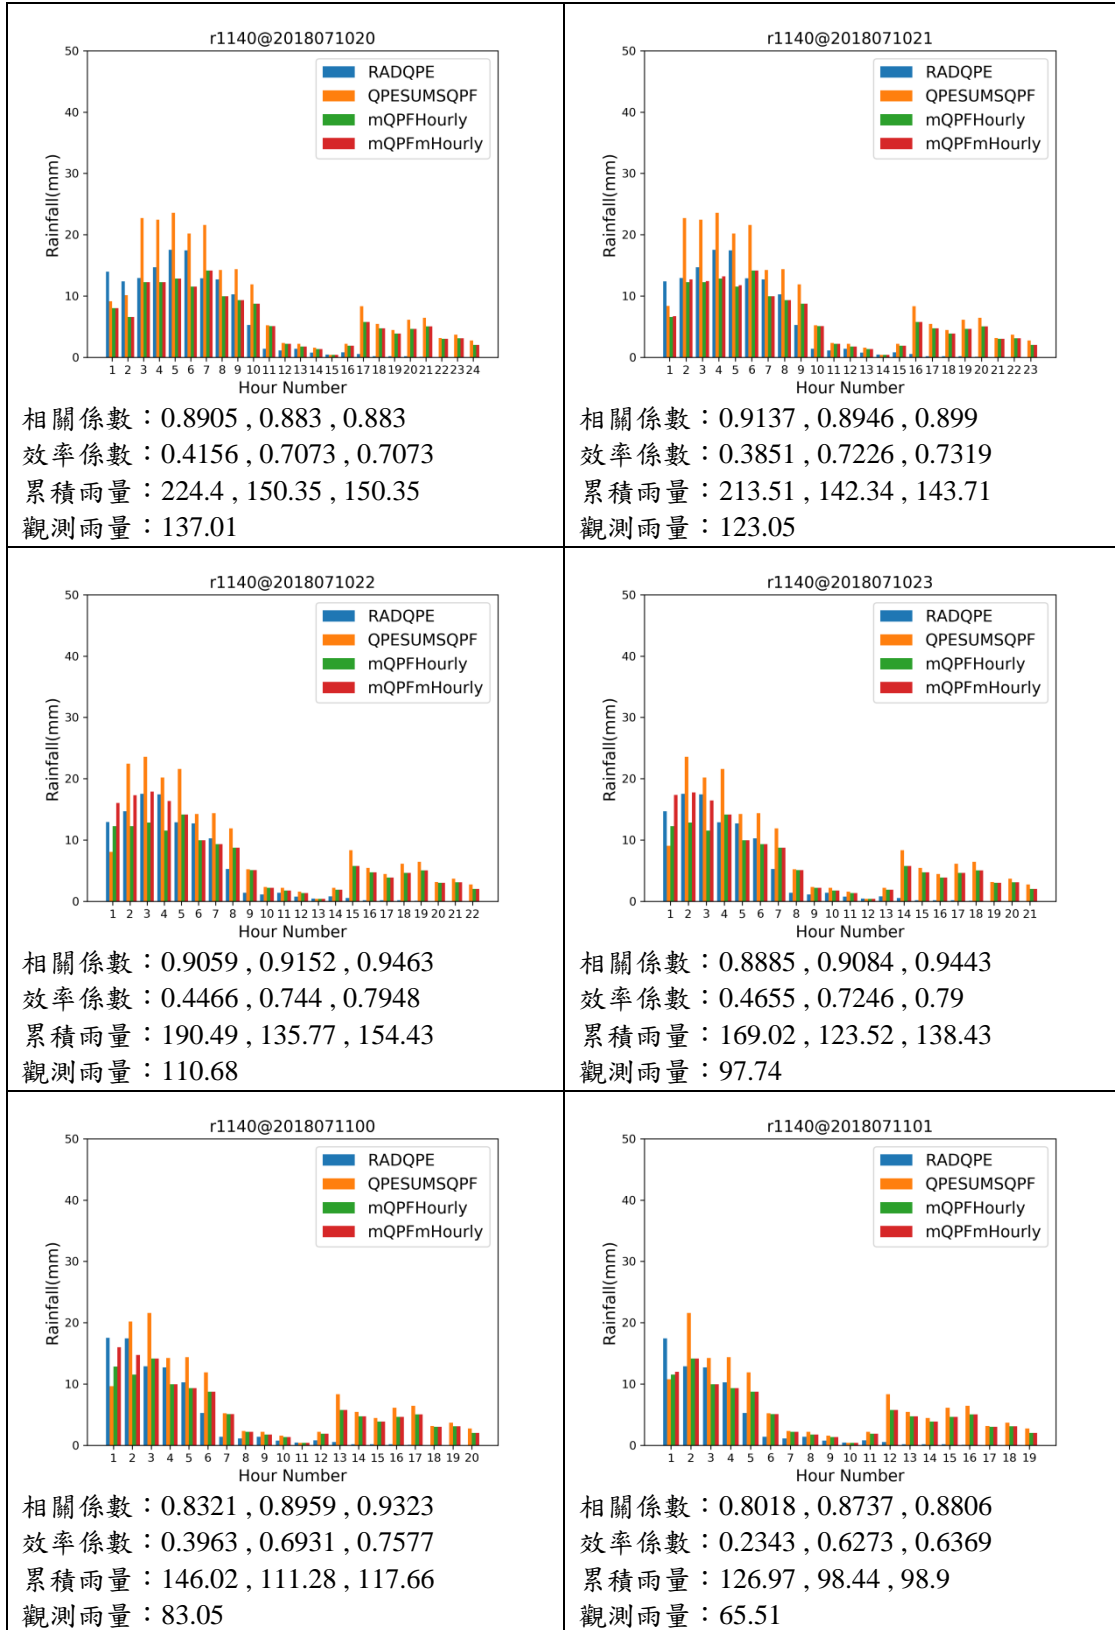 r1140@2018071020
50
40
30
20
10
0
Rainfall(mm)
RADQPE
QPESUMSQPF
mQPFHourly
mQPFmHourly
1 2 3 4 5 6 7 8 9 10 11 12 13 14 15 16 17 18 19 20 21 22 23 24
Hour Number
相關係數：0.8905 , 0.883 , 0.883
效率係數：0.4156 , 0.7073 , 0.7073
累積雨量：224.4 , 150.35 , 150.35
觀測雨量：137.01
r1140@2018071021
50
40
30
20
10
0
Rainfall(mm)
RADQPE
QPESUMSQPF
mQPFHourly
mQPFmHourly
1 2 3 4 5 6 7 8 9 10 11 12 13 14 15 16 17 18 19 20 21 22 23
Hour Number
相關係數：0.9137 , 0.8946 , 0.899
效率係數：0.3851 , 0.7226 , 0.7319
累積雨量：213.51 , 142.34 , 143.71
觀測雨量：123.05
r1140@2018071022
50
40
30
20
10
0
Rainfall(mm)
RADQPE
QPESUMSQPF
mQPFHourly
mQPFmHourly
1 2 3 4 5 6 7 8 9 10 11 12 13 14 15 16 17 18 19 20 21 22
Hour Number
相關係數：0.9059 , 0.9152 , 0.9463
效率係數：0.4466 , 0.744 , 0.7948
累積雨量：190.49 , 135.77 , 154.43
觀測雨量：110.68
r1140@2018071023
50
40
30
20
10
0
Rainfall(mm)
RADQPE
QPESUMSQPF
mQPFHourly
mQPFmHourly
1 2 3 4 5 6 7 8 9 10 11 12 13 14 15 16 17 18 19 20 21
Hour Number
相關係數：0.8885 , 0.9084 , 0.9443
效率係數：0.4655 , 0.7246 , 0.79
累積雨量：169.02 , 123.52 , 138.43
觀測雨量：97.74
r1140@2018071100
50
40
30
20
10
0
Rainfall(mm)
RADQPE
QPESUMSQPF
mQPFHourly
mQPFmHourly
1 2 3 4 5 6 7 8 9 10 11 12 13 14 15 16 17 18 19 20
Hour Number
相關係數：0.8321 , 0.8959 , 0.9323
效率係數：0.3963 , 0.6931 , 0.7577
累積雨量：146.02 , 111.28 , 117.66
觀測雨量：83.05
r1140@2018071101
50
40
30
20
10
0
Rainfall(mm)
RADQPE
QPESUMSQPF
mQPFHourly
mQPFmHourly
1 2 3 4 5 6 7 8 9 10 11 12 13 14 15 16 17 18 19
Hour Number
相關係數：0.8018 , 0.8737 , 0.8806
效率係數：0.2343 , 0.6273 , 0.6369
累積雨量：126.97 , 98.44 , 98.9
觀測雨量：65.51